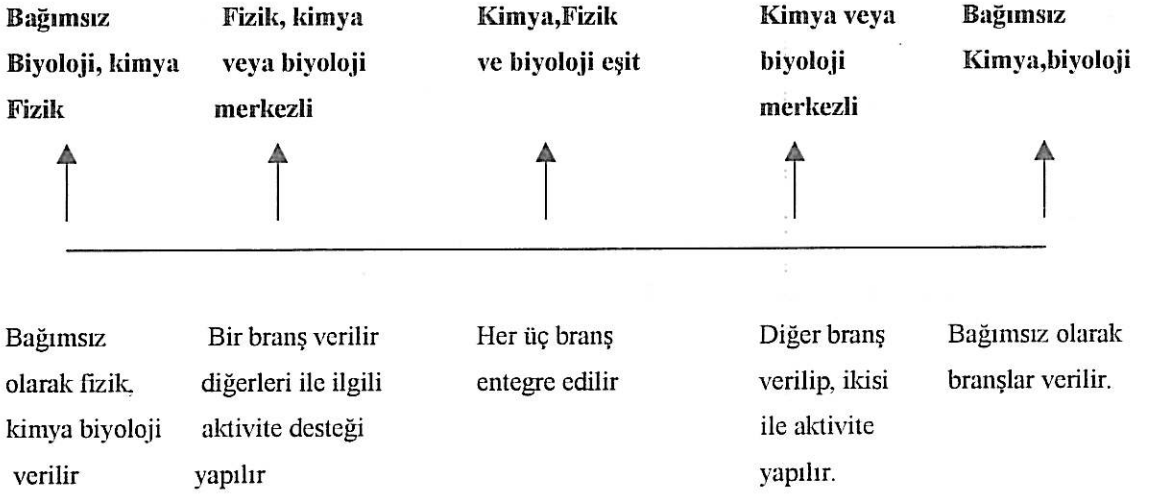 Bağımsız
Biyoloji, kimya
Fizik
Fizik, kimya
veya biyoloji
merkezli
Kimya,Fizik
ve biyoloji eşit
Kimya veya
biyoloji
merkezli
Bağımsız
Kimya,biyoloji
Bağımsız
olarak fizik,
kimya biyoloji
verilir
Bir branş verilir
diğerleri ile ilgili
aktivite desteği
yapılır
Her üç branş
entegre edilir
Diğer branş
verilip, ikisi
ile aktivite
yapılır.
Bağımsız olarak
branşlar verilir.